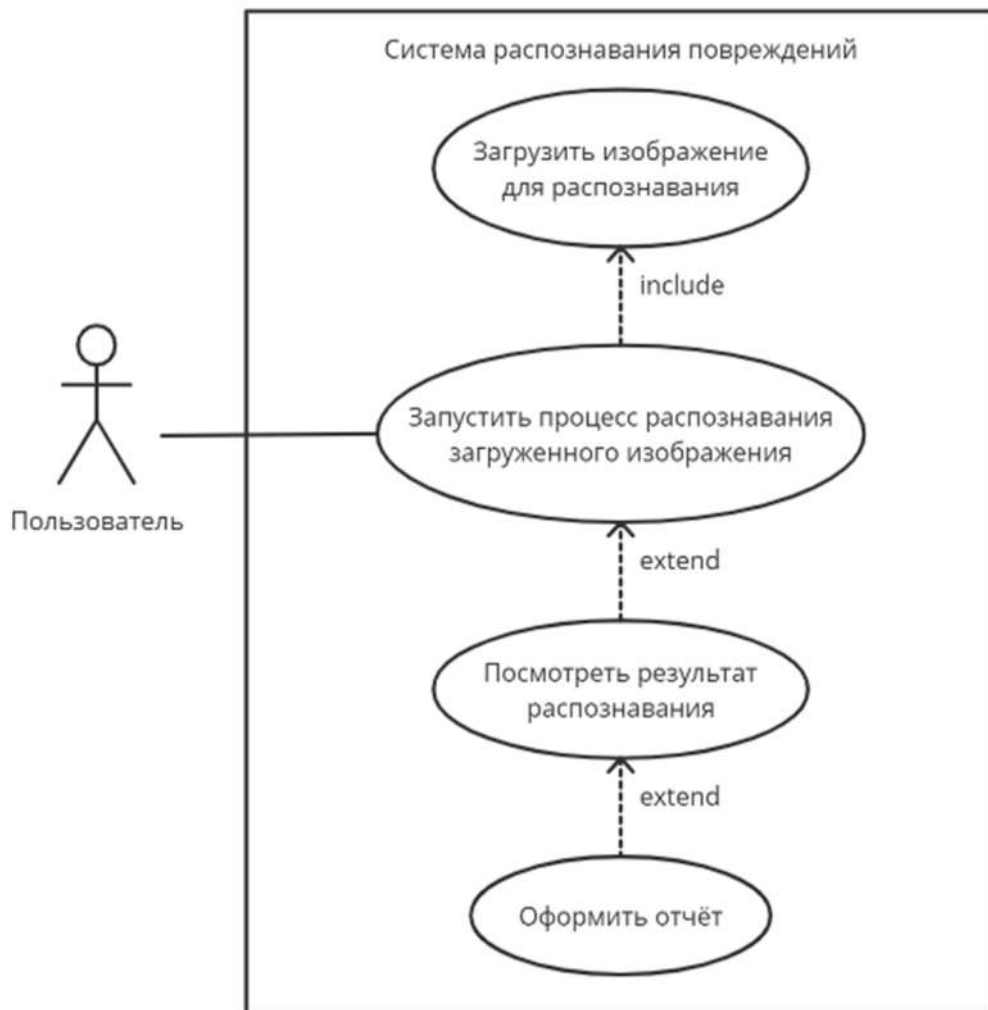 Система распознавания повреждений
Загрузить изображение
для распознавания
include
Запустить процесс распознавания
загруженного изображения
Пользователь
extend
Посмотреть результат
распознавания
extend
Оформить отчёт